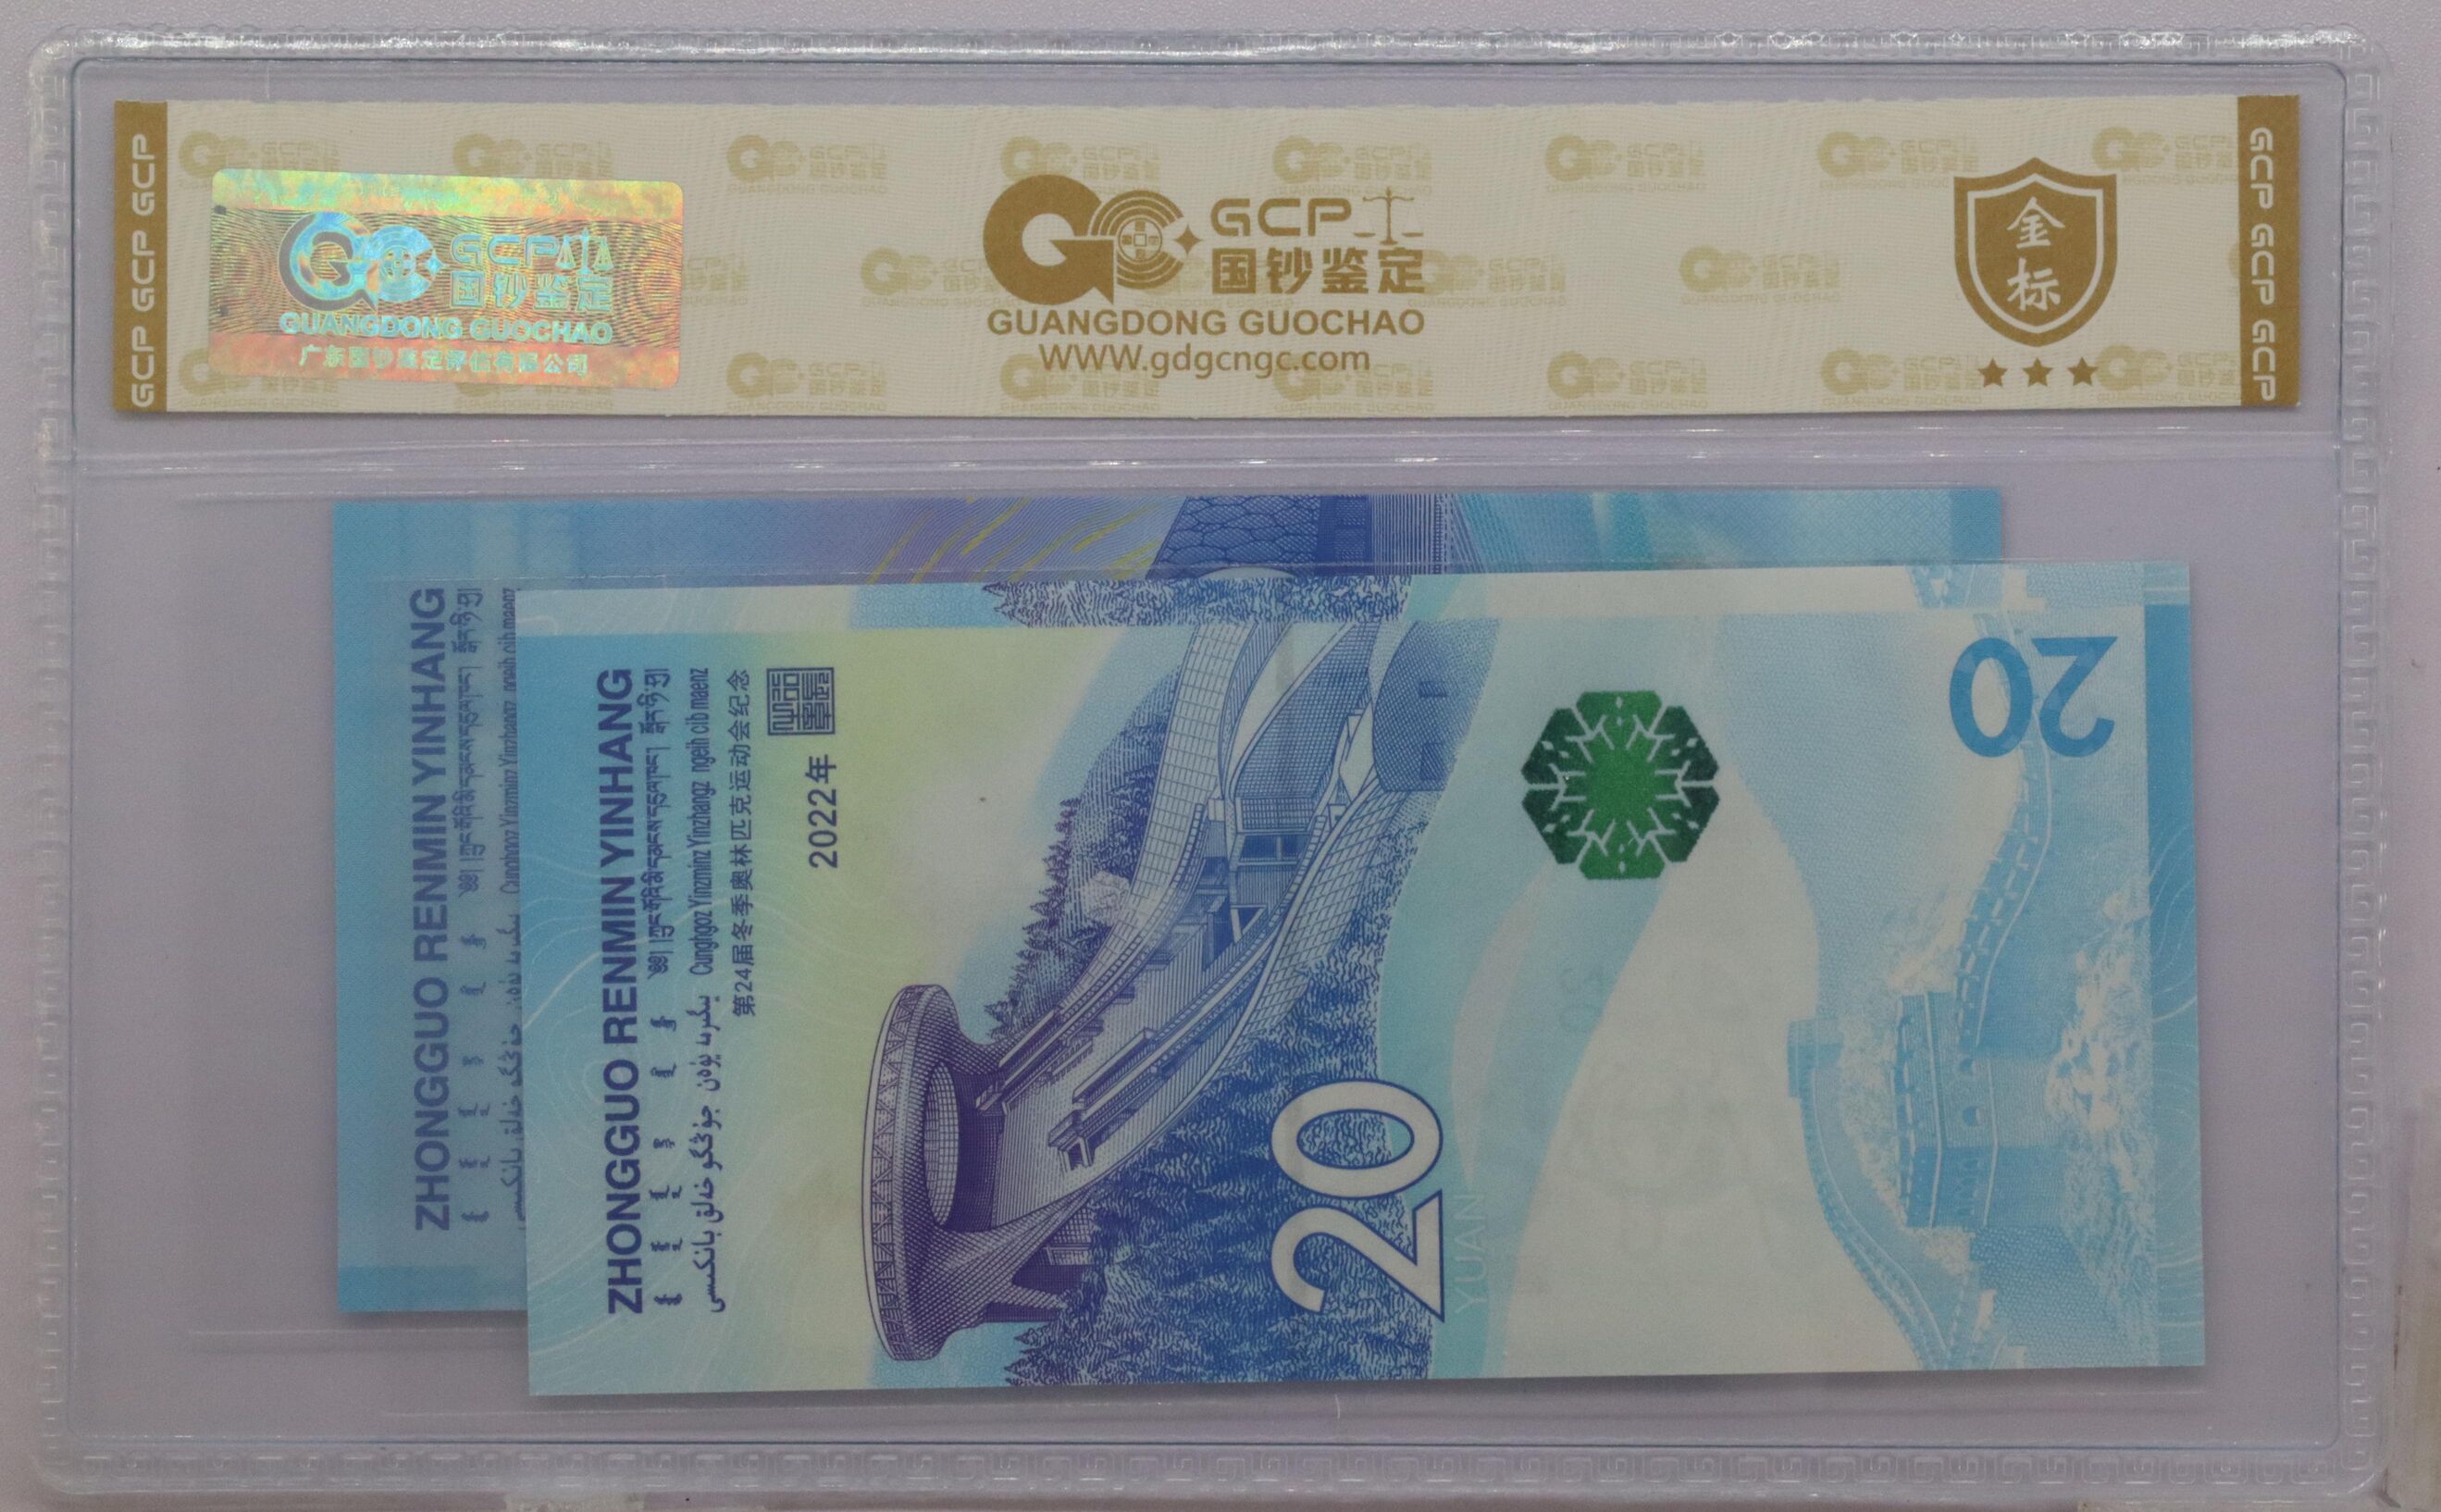 GCP GCP GCP
GCP 国钞鉴定
GUANGDONG GUOCHAO
广东国钞鉴定评估有限公司
GCP
国钞鉴定
GUANGDONG GUOCHAO
WWW.gdgcngc.com
金标
GCP GCP GCP
ZHONGGUO RENMIN YINHANG
ZHONGGUO RENMIN YINHANG
Cunghgoz Yinzminz Yinzhangz ngeih cib maenz
第24届冬季奥林匹克运动会纪念
2022年
20
YUAN
20